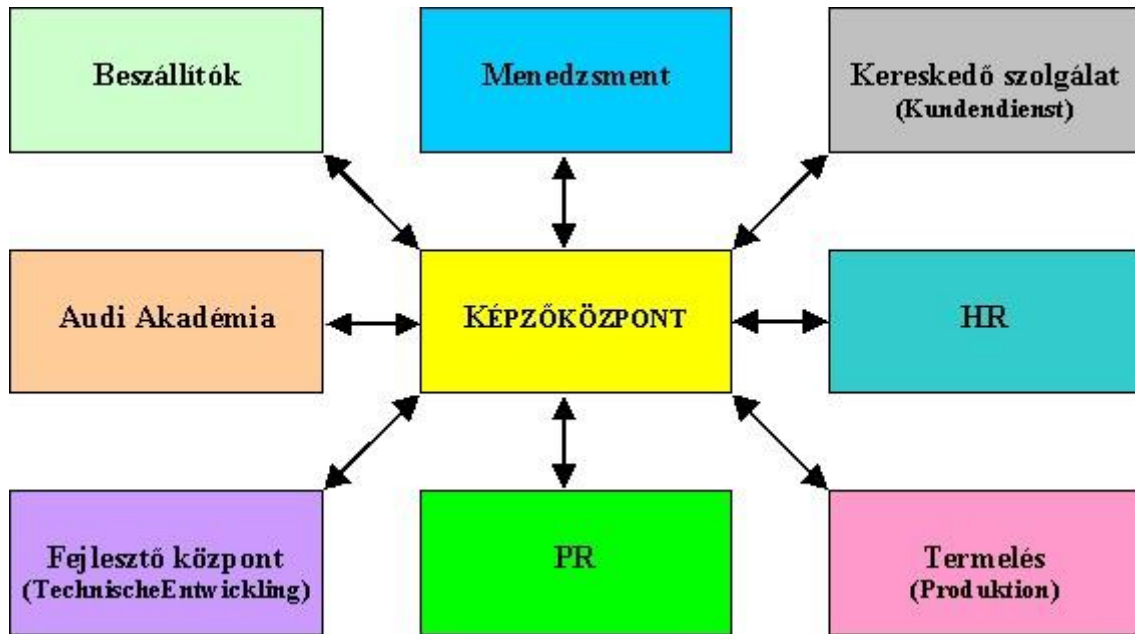 Beszállítók
Menedzsment
Kereskedő szolgálat
(Kundendienst)
Audi Akadémia
KÉPZŐKÖZPONT
HR
Fejlesztő központ
(TechnischeEntwickling)
PR
Termelés
(Produktion)